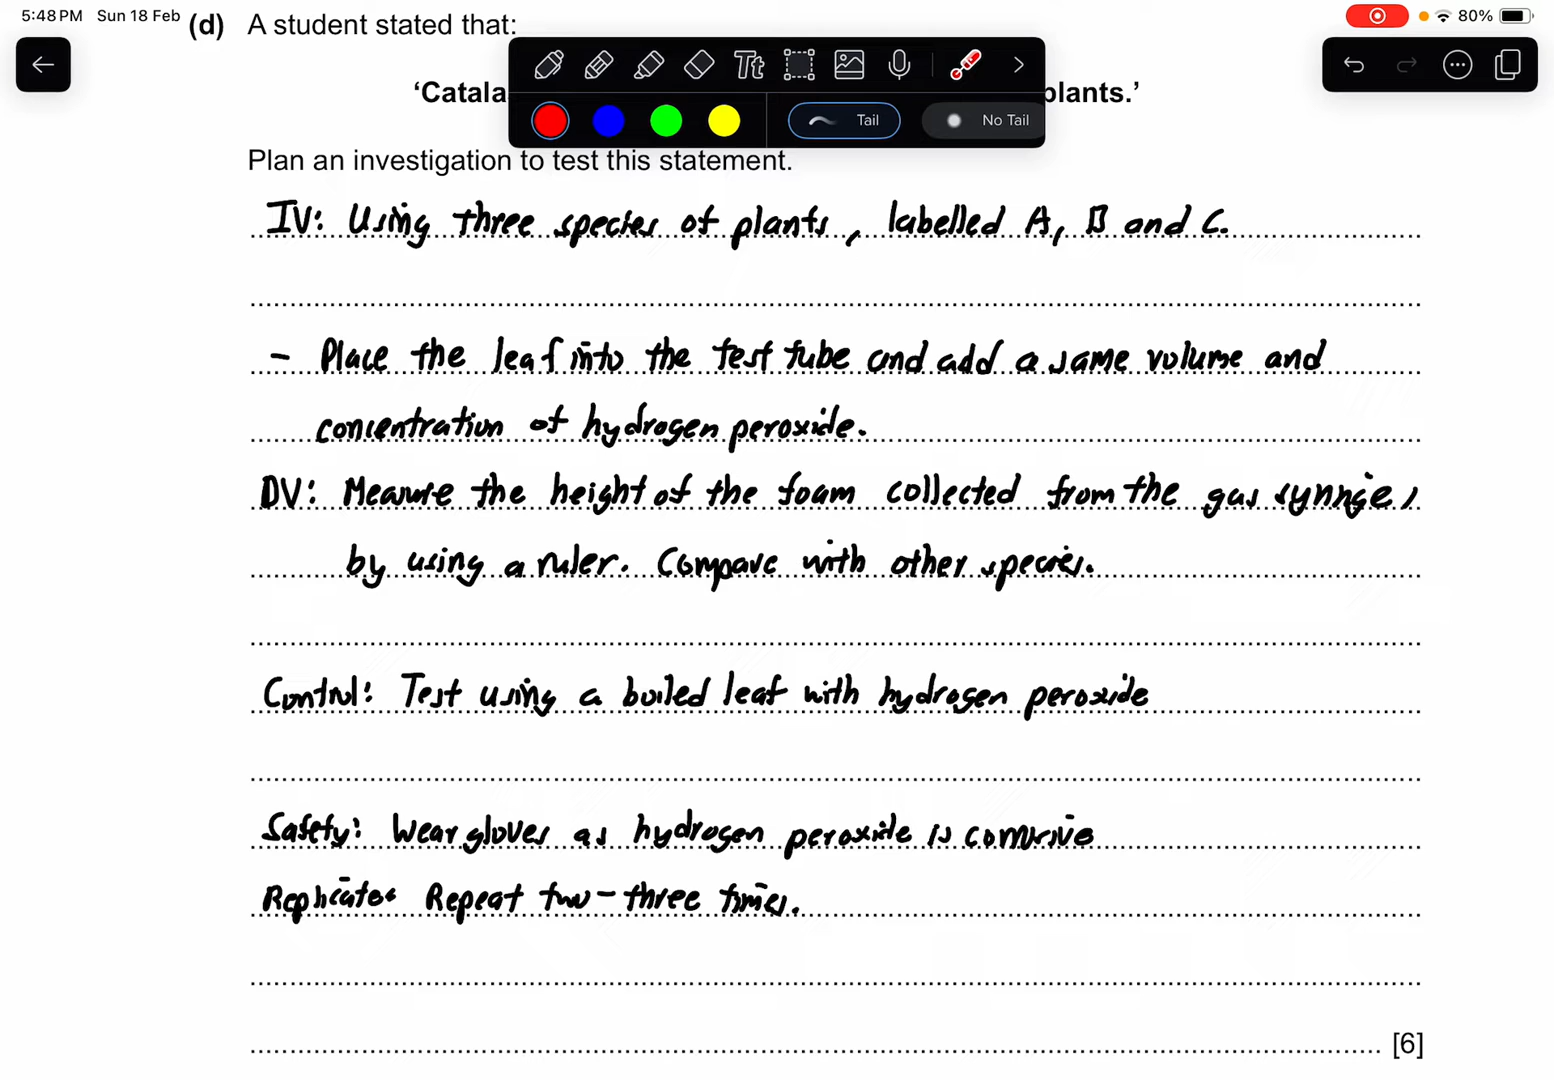 5:48 PM Sun 18 Feb
80%
(d) A student stated that:
Tt
'Catala
plants.'
Tail
No Tail
Plan an investigation to test this statement.
IV: Using three species of plants, labelled A, B and C.
- Place the leaf into the test tube and add a same volume and
concentration of hydrogen peroxide.
DV: Measure the height of the foam collected from the gas syringe,
by using a ruler. Compare with other species.
Control: Test using a boiled leaf with hydrogen peroxide
Safety: Wear gloves as hydrogen peroxide is corrosive
Replicate: Repeat two-three times.
[6]